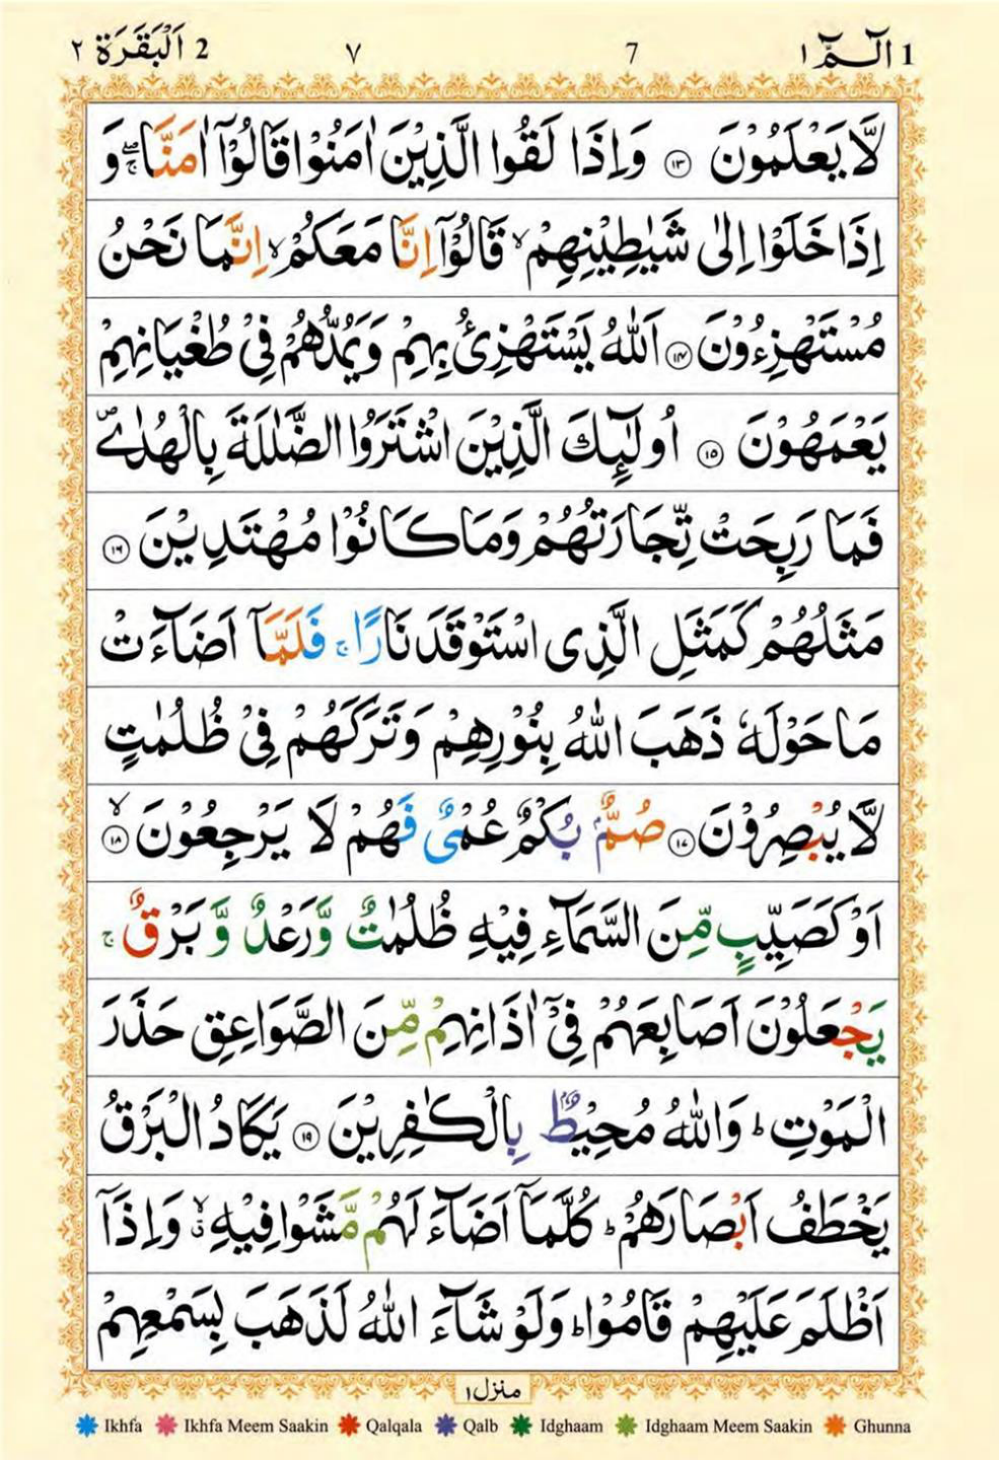 1 الٓـمّٓ ١ 7 ٧ 2 اَلْبَقَرَة ٢
لَّا يَعْلَمُوْنَ ١٣ وَاِذَا لَقُوا الَّذِيْنَ اٰمَنُوْا قَالُوْۤا اٰمَنَّا ۖۚ وَ
اِذَا خَلَوْا اِلٰى شَيٰطِيْنِهِمْ ۙ قَالُوْۤا اِنَّا مَعَكُمْ ۙ اِنَّمَا نَحْنُ
مُسْتَهْزِءُوْنَ ١٤ اَللّٰهُ يَسْتَهْزِئُ بِهِمْ وَيَمُدُّهُمْ فِيْ طُغْيَانِهِمْ
يَعْمَهُوْنَ ١٥ اُولٰٓئِكَ الَّذِيْنَ اشْتَرَوُا الضَّلٰلَةَ بِالْهُدٰى ۪
فَمَا رَبِحَتْ تِّجَارَتُهُمْ وَمَا كَانُوْا مُهْتَدِيْنَ ١٦
مَثَلُهُمْ كَمَثَلِ الَّذِى اسْتَوْقَدَ نَارًا ۚ فَلَمَّاۤ اَضَآءَتْ
مَا حَوْلَهٗ ذَهَبَ اللّٰهُ بِنُوْرِهِمْ وَتَرَكَهُمْ فِيْ ظُلُمٰتٍ
لَّا يُبْصِرُوْنَ ١٧ صُمٌّۢ بُكْمٌ عُمْىٌ فَهُمْ لَا يَرْجِعُوْنَ ۙ ١٨
اَوْ كَصَيِّبٍ مِّنَ السَّمَآءِ فِيْهِ ظُلُمٰتٌ وَّرَعْدٌ وَّ بَرْقٌ ۚ
يَجْعَلُوْنَ اَصَابِعَهُمْ فِيْۤ اٰذَانِهِمْ مِّنَ الصَّوَاعِقِ حَذَرَ
الْمَوْتِ ؕ وَاللّٰهُ مُحِيْطٌۢ بِالْكٰفِرِيْنَ ١٩ يَكَادُ الْبَرْقُ
يَخْطَفُ اَبْصَارَهُمْ ؕ كُلَّمَاۤ اَضَآءَ لَهُمْ مَّشَوْا فِيْهِ ۙۗ وَاِذَاۤ
اَظْلَمَ عَلَيْهِمْ قَامُوْا ؕ وَلَوْ شَآءَ اللّٰهُ لَذَهَبَ بِسَمْعِهِمْ
منزل ١
Ikhfa Ikhfa Meem Saakin Qalqala Qalb Idghaam Idghaam Meem Saakin Ghunna